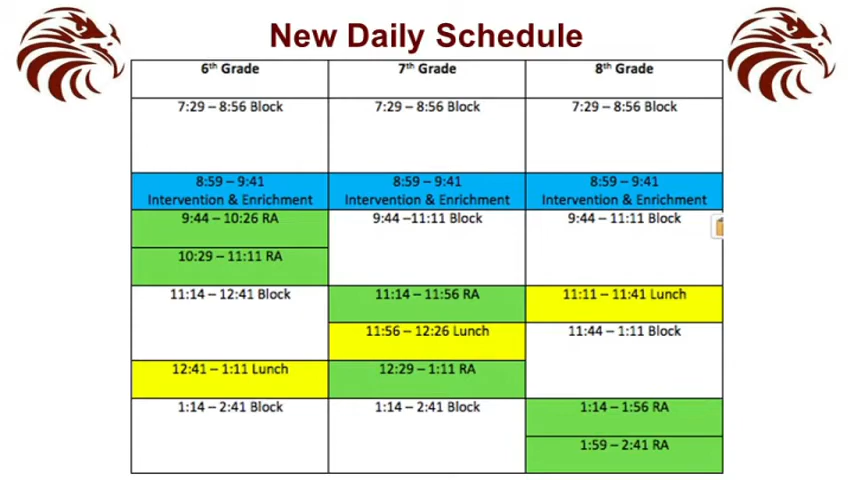 New Daily Schedule
6th Grade
7th Grade
8th Grade
7:29 – 8:56 Block
7:29 – 8:56 Block
7:29 – 8:56 Block
8:59 – 9:41
Intervention & Enrichment
8:59 – 9:41
Intervention & Enrichment
8:59 – 9:41
Intervention & Enrichment
9:44 – 10:26 RA
9:44 –11:11 Block
9:44 – 11:11 Block
10:29 – 11:11 RA
11:14 – 12:41 Block
11:14 – 11:56 RA
11:11 – 11:41 Lunch
11:56 – 12:26 Lunch
11:44 – 1:11 Block
12:41 – 1:11 Lunch
12:29 – 1:11 RA
1:14 – 2:41 Block
1:14 – 2:41 Block
1:14 – 1:56 RA
1:59 – 2:41 RA